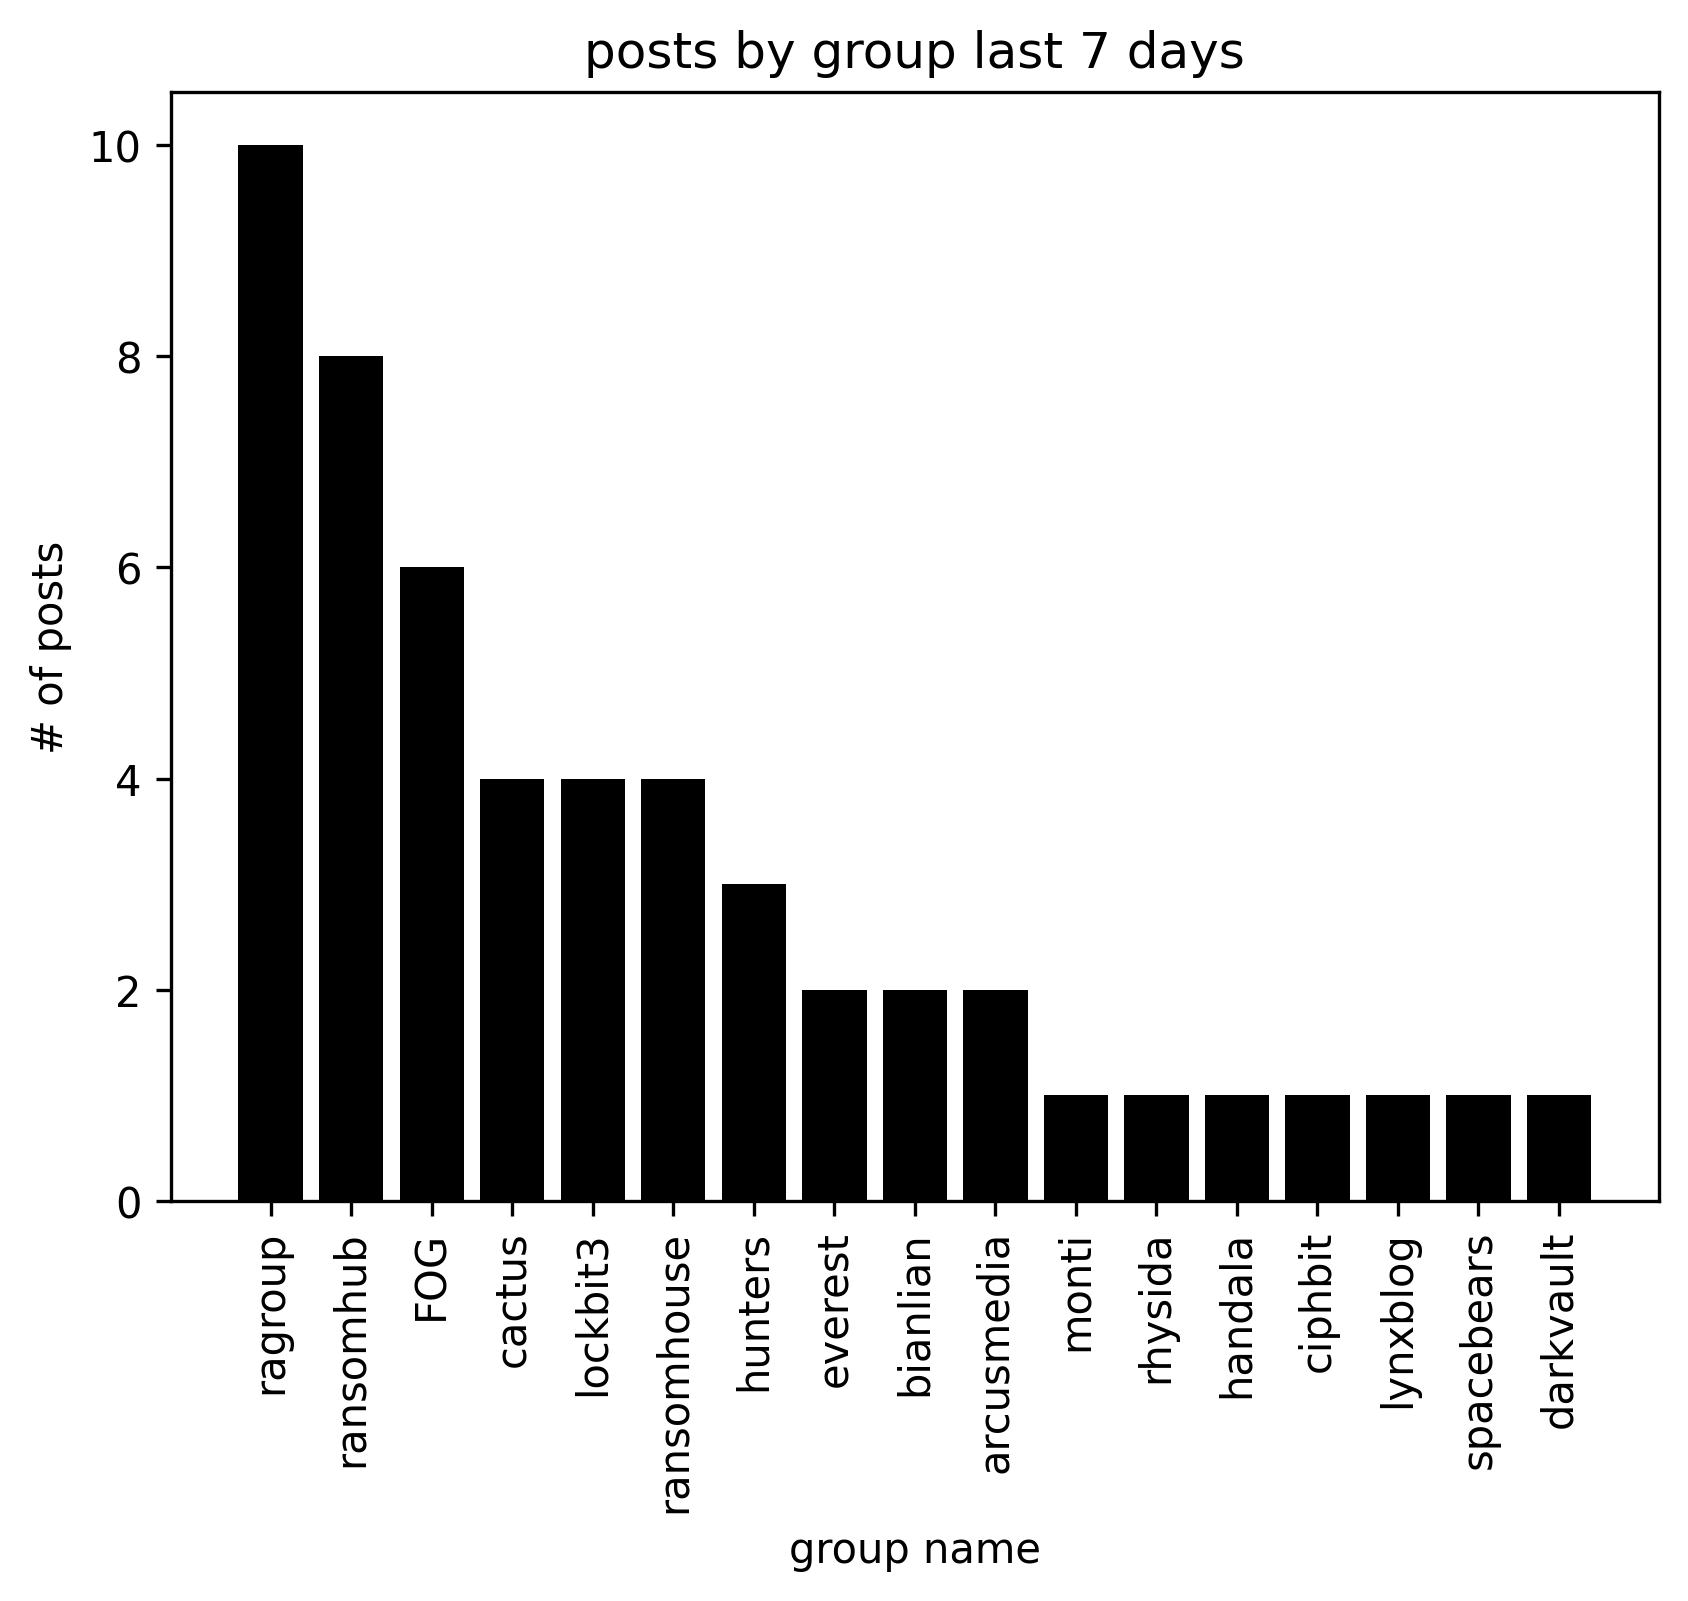 posts by group last 7 days
10
8
6
4
2
0
# of posts
ragroup
ransomhub
FOG
cactus
lockbit3
ransomhouse
hunters
everest
bianlian
arcusmedia
monti
rhysida
handala
ciphbit
lynxblog
spacebears
darkvault
group name